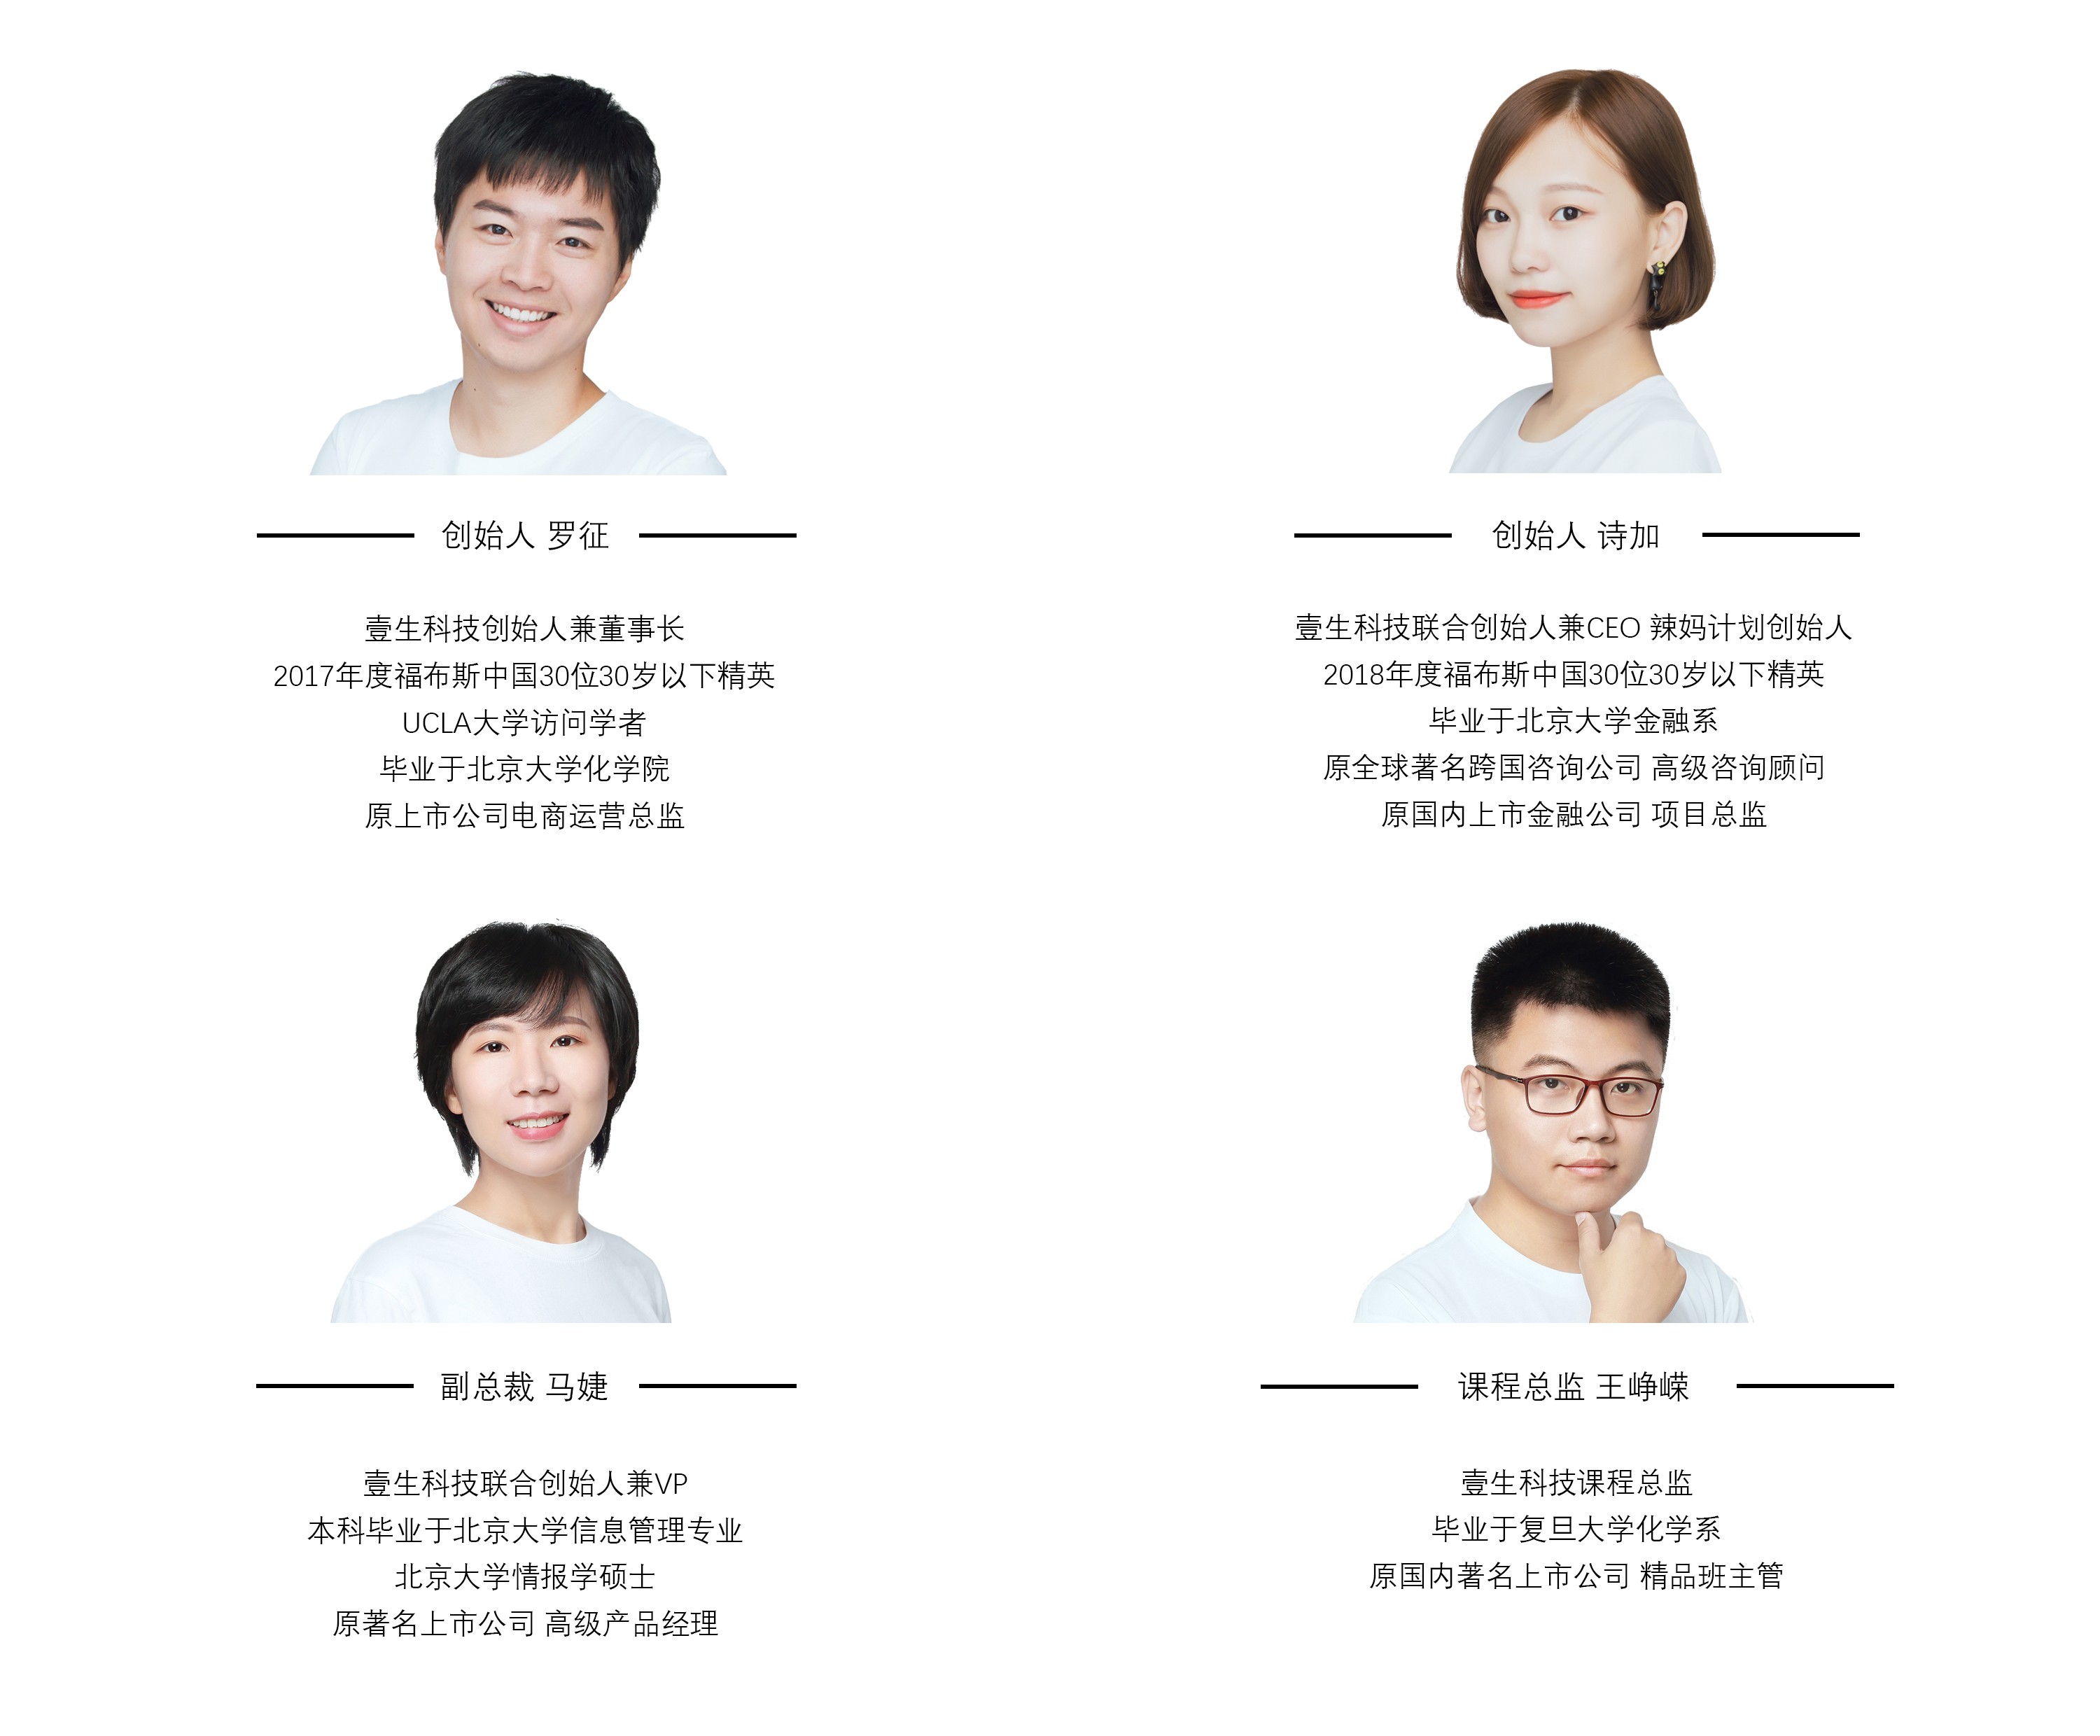 创始人 罗征
壹生科技创始人兼董事长
2017年度福布斯中国30位30岁以下精英
UCLA大学访问学者
毕业于北京大学化学院
原上市公司电商运营总监
创始人 诗加
壹生科技联合创始人兼CEO 辣妈计划创始人
2018年度福布斯中国30位30岁以下精英
毕业于北京大学金融系
原全球著名跨国咨询公司 高级咨询顾问
原国内上市金融公司 项目总监
副总裁 马婕
壹生科技联合创始人兼VP
本科毕业于北京大学信息管理专业
北京大学情报学硕士
原著名上市公司 高级产品经理
课程总监 王峥嵘
壹生科技课程总监
毕业于复旦大学化学系
原国内著名上市公司 精品班主管